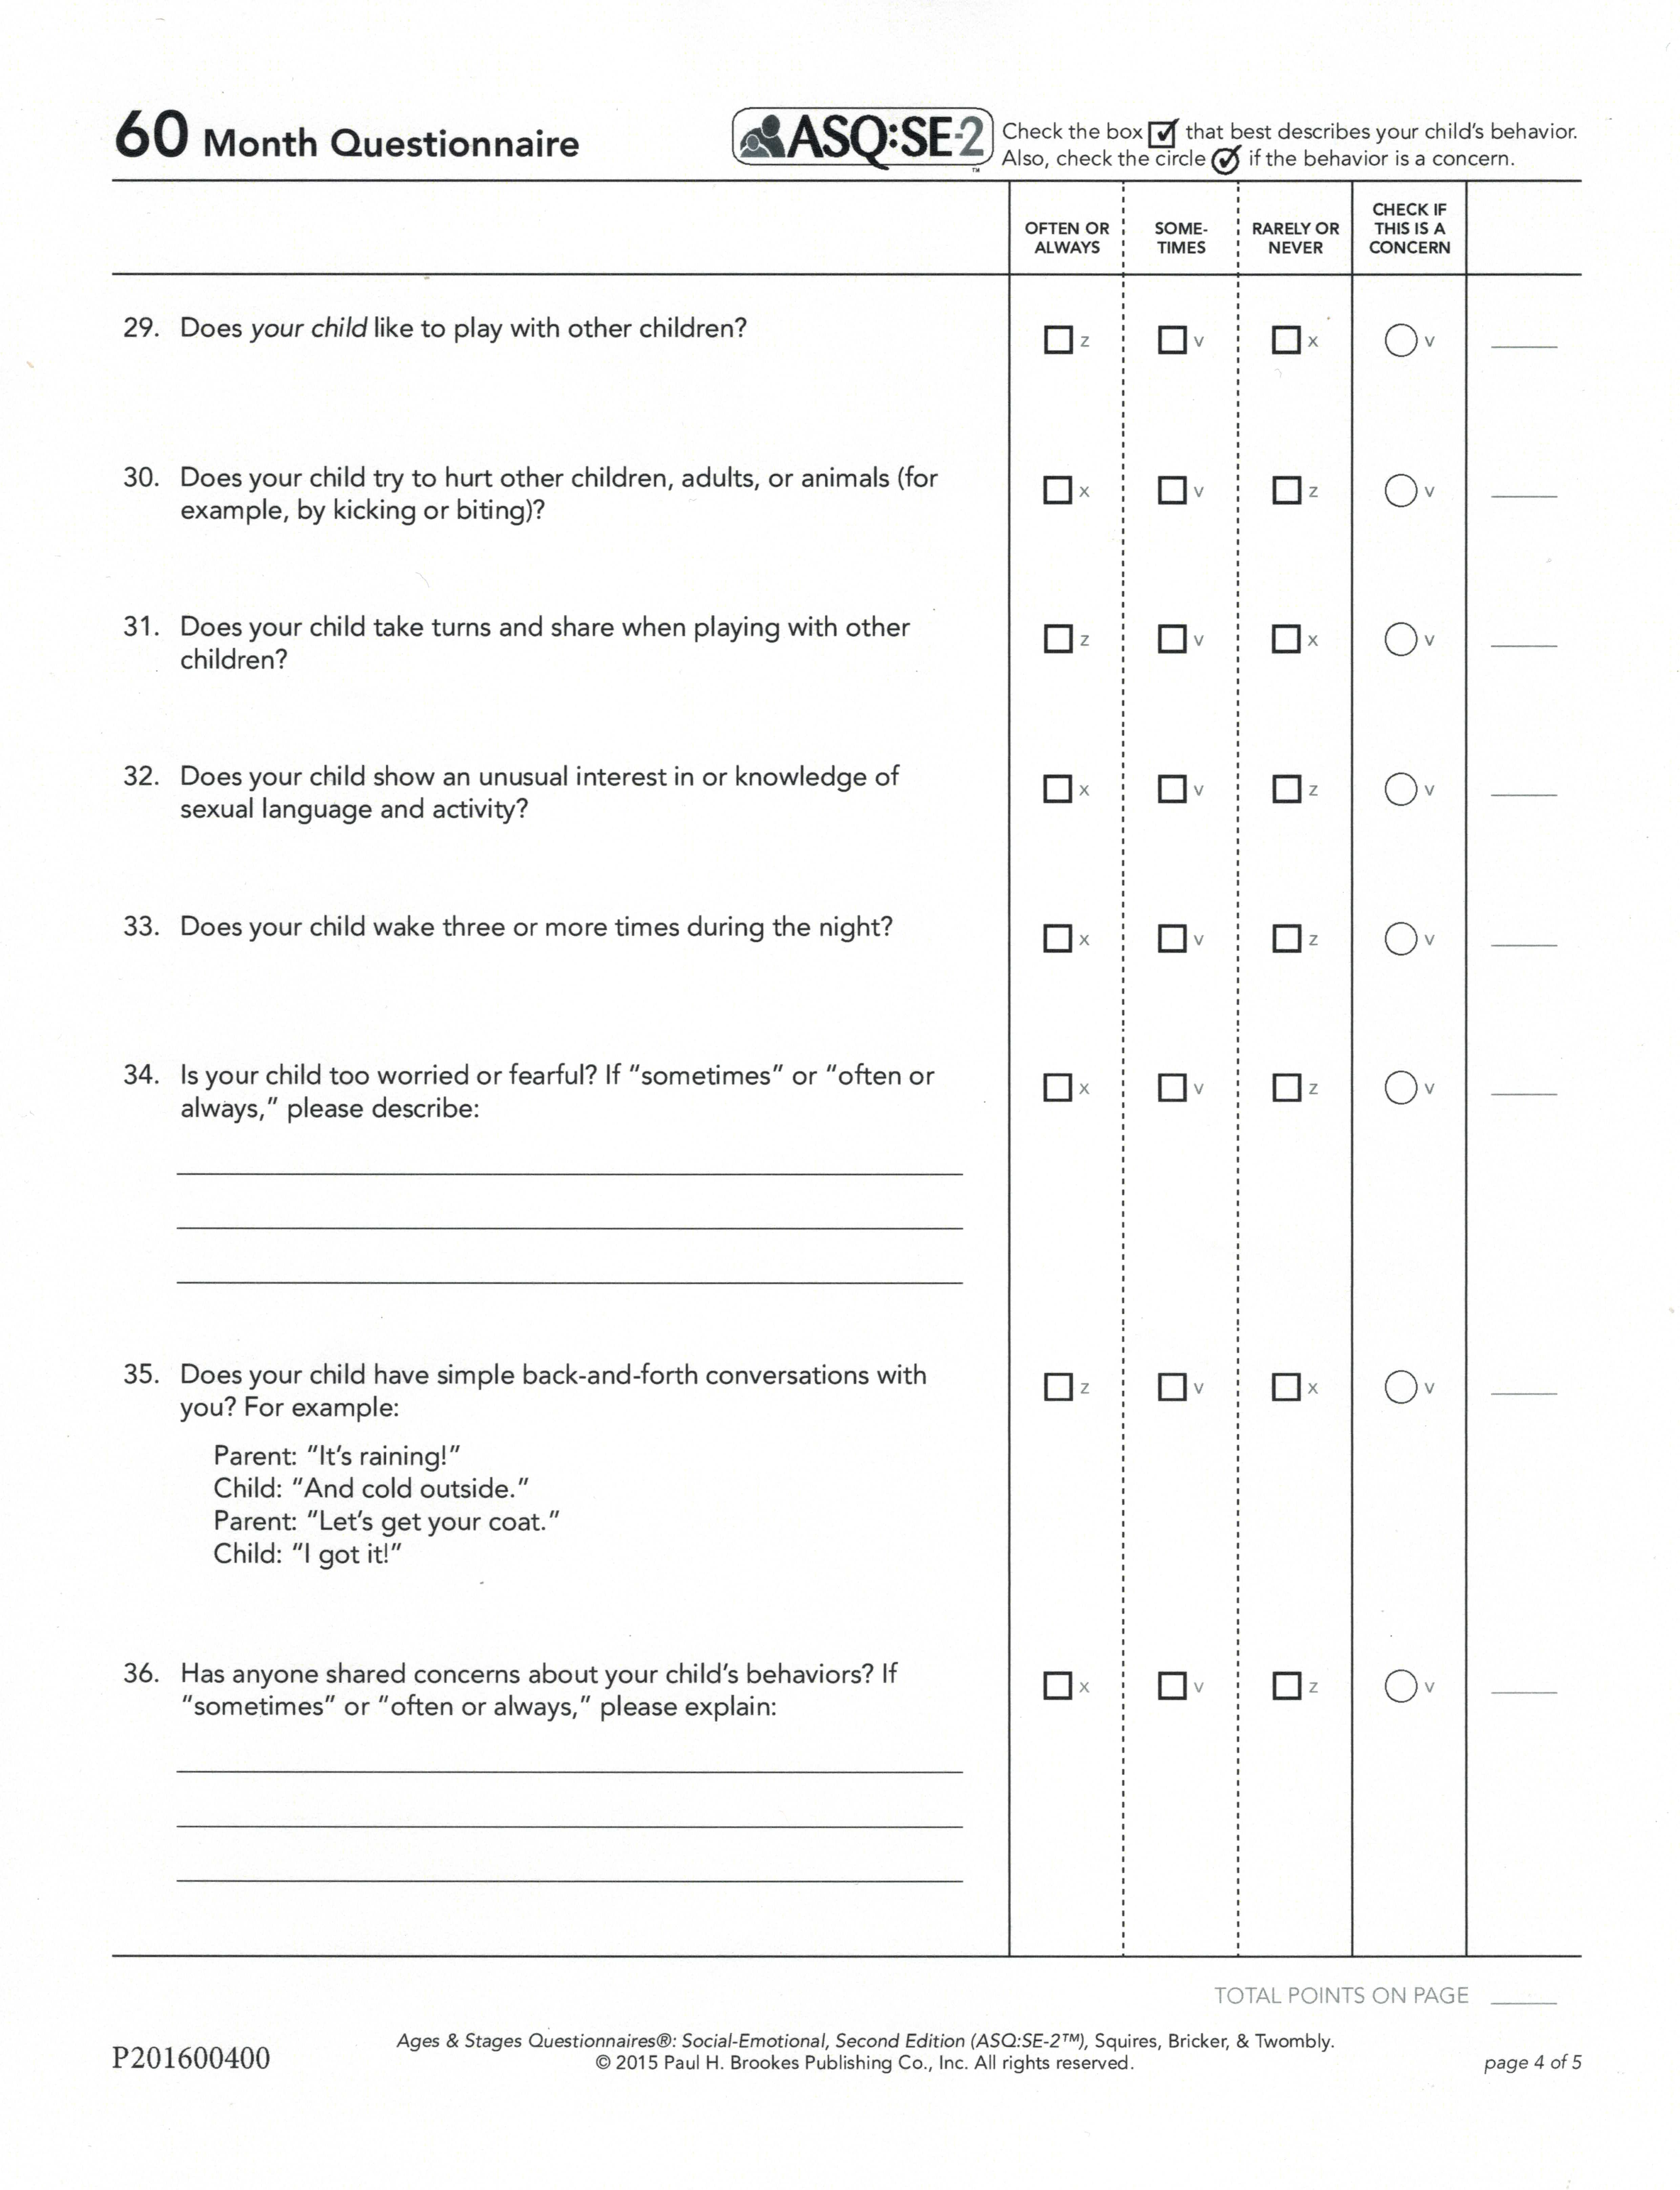 60 Month Questionnaire
ASQ:SE-2™
Check the box that best describes your child's behavior.
Also, check the circle if the behavior is a concern.
OFTEN OR
ALWAYS
SOME-
TIMES
RARELY OR
NEVER
CHECK IF
THIS IS A
CONCERN
29. Does your child like to play with other children?
z v x v
30. Does your child try to hurt other children, adults, or animals (for
example, by kicking or biting)?
x v z v
31. Does your child take turns and share when playing with other
children?
z v x v
32. Does your child show an unusual interest in or knowledge of
sexual language and activity?
x v z v
33. Does your child wake three or more times during the night?
x v z v
34. Is your child too worried or fearful? If "sometimes" or "often or
always," please describe:
x v z v
35. Does your child have simple back-and-forth conversations with
you? For example:
z v x v
Parent: "It's raining!"
Child: "And cold outside."
Parent: "Let's get your coat."
Child: "I got it!"
36. Has anyone shared concerns about your child's behaviors? If
"sometimes" or "often or always," please explain:
x v z v
TOTAL POINTS ON PAGE
P201600400
Ages & Stages Questionnaires®: Social-Emotional, Second Edition (ASQ:SE-2™), Squires, Bricker, & Twombly.
© 2015 Paul H. Brookes Publishing Co., Inc. All rights reserved.
page 4 of 5